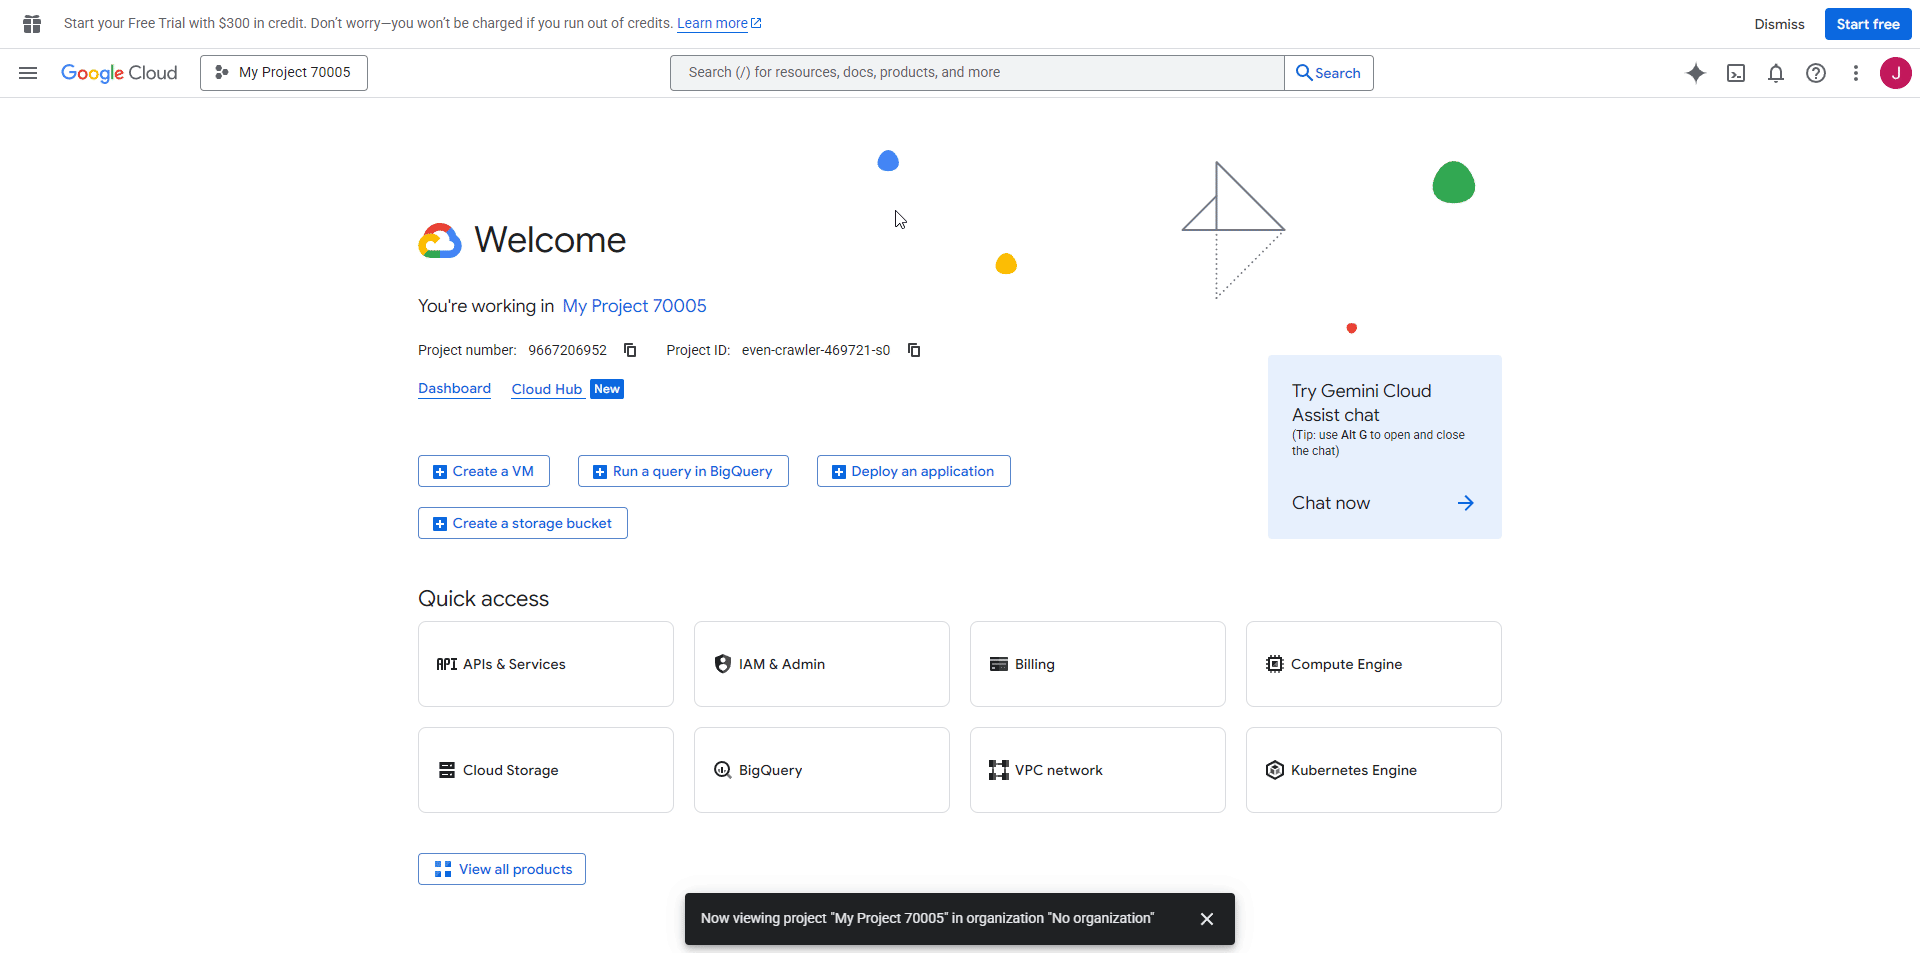 Start your Free Trial with $300 in credit. Don’t worry—you won’t be charged if you run out of credits. Learn more
Dismiss
Start free
Google Cloud
My Project 70005
Search (/) for resources, docs, products, and more
Search
J
Welcome
You're working in My Project 70005
Project number: 9667206952 Project ID: even-crawler-469721-s0
Dashboard Cloud Hub New
Try Gemini Cloud
Assist chat
(Tip: use Alt G to open and close
the chat)
Chat now
Create a VM
Run a query in BigQuery
Deploy an application
Create a storage bucket
Quick access
API APIs & Services
IAM & Admin
Billing
Compute Engine
Cloud Storage
BigQuery
VPC network
Kubernetes Engine
View all products
Now viewing project "My Project 70005" in organization "No organization"